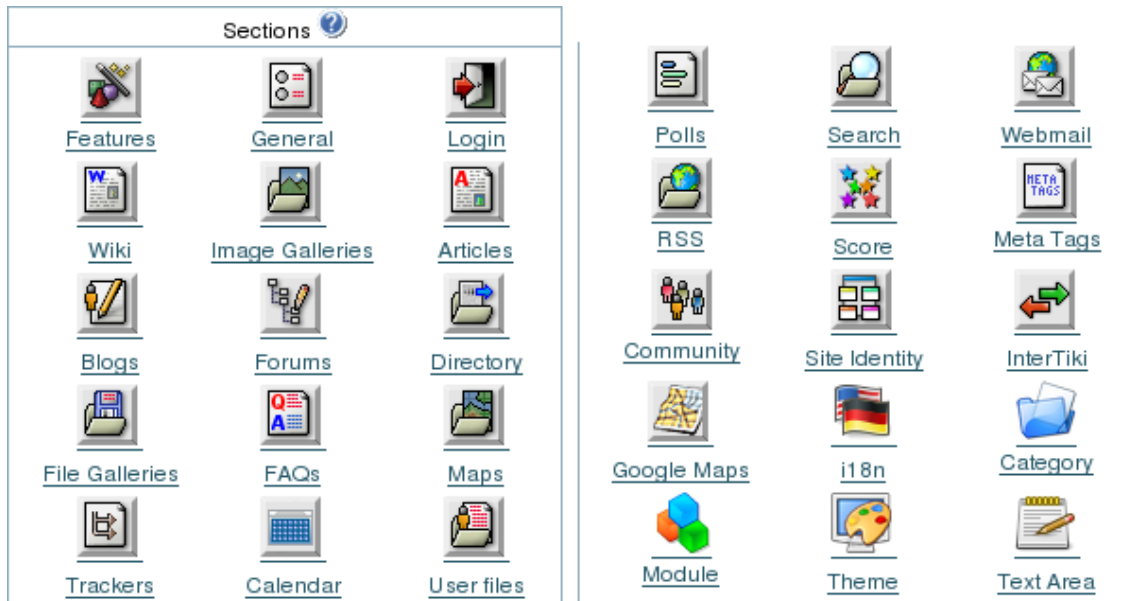 Sections ?
Features General Login
Wiki Image Galleries Articles
Blogs Forums Directory
File Galleries FAQs Maps
Trackers Calendar User files
Polls Search Webmail
META
TAGS
RSS Score Meta Tags
Community Site Identity InterTiki
Google Maps i18n Category
Module Theme Text Area